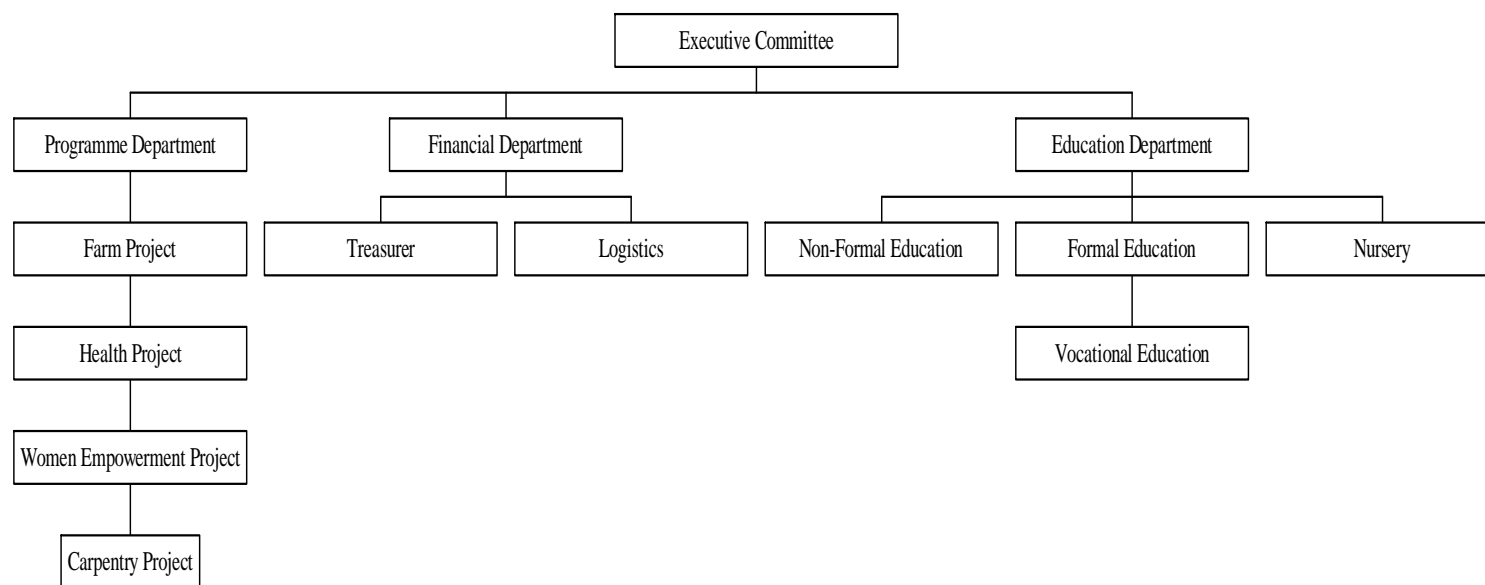 Executive Committee
Programme Department
Financial Department
Education Department
Farm Project
Treasurer
Logistics
Non-Formal Education
Formal Education
Nursery
Health Project
Vocational Education
Women Empowerment Project
Carpentry Project